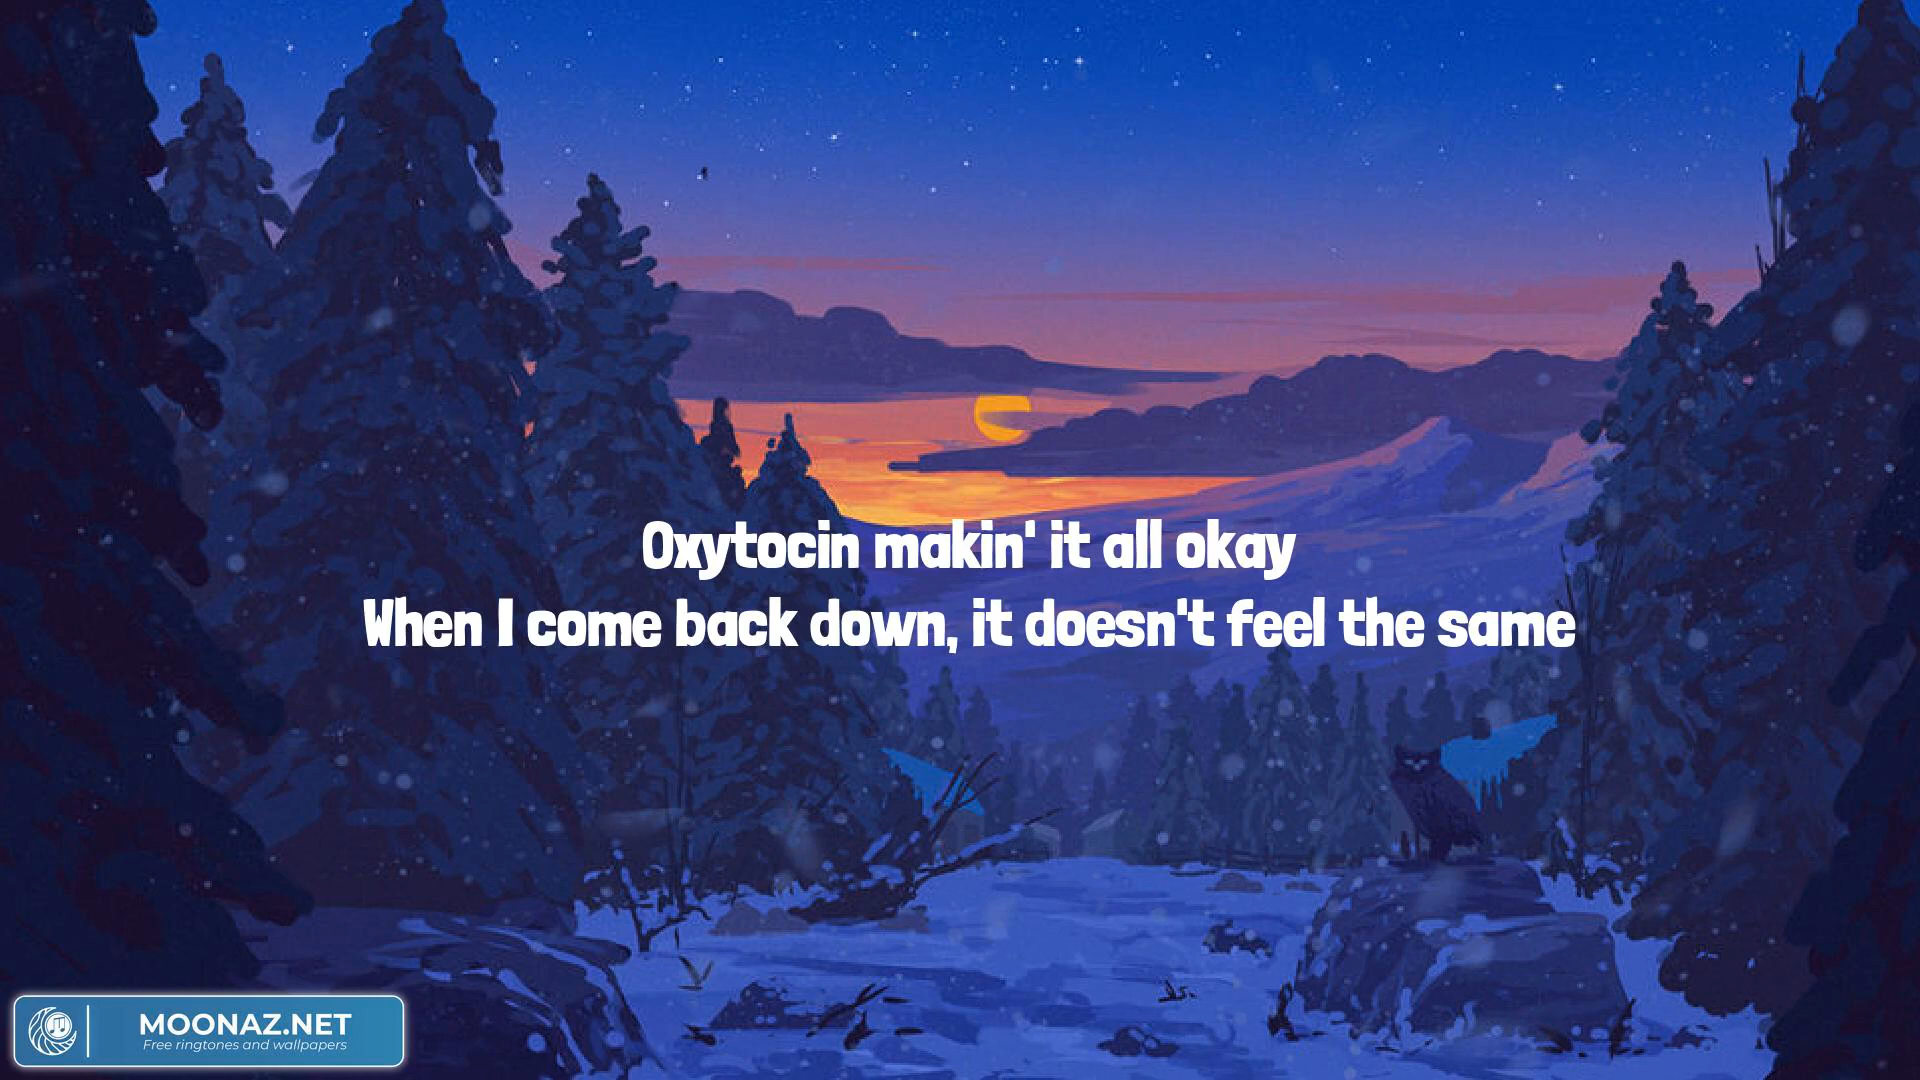 Oxytocin makin' it all okay
When I come back down, it doesn't feel the same
MOONAZ.NET
Free ringtones and wallpapers